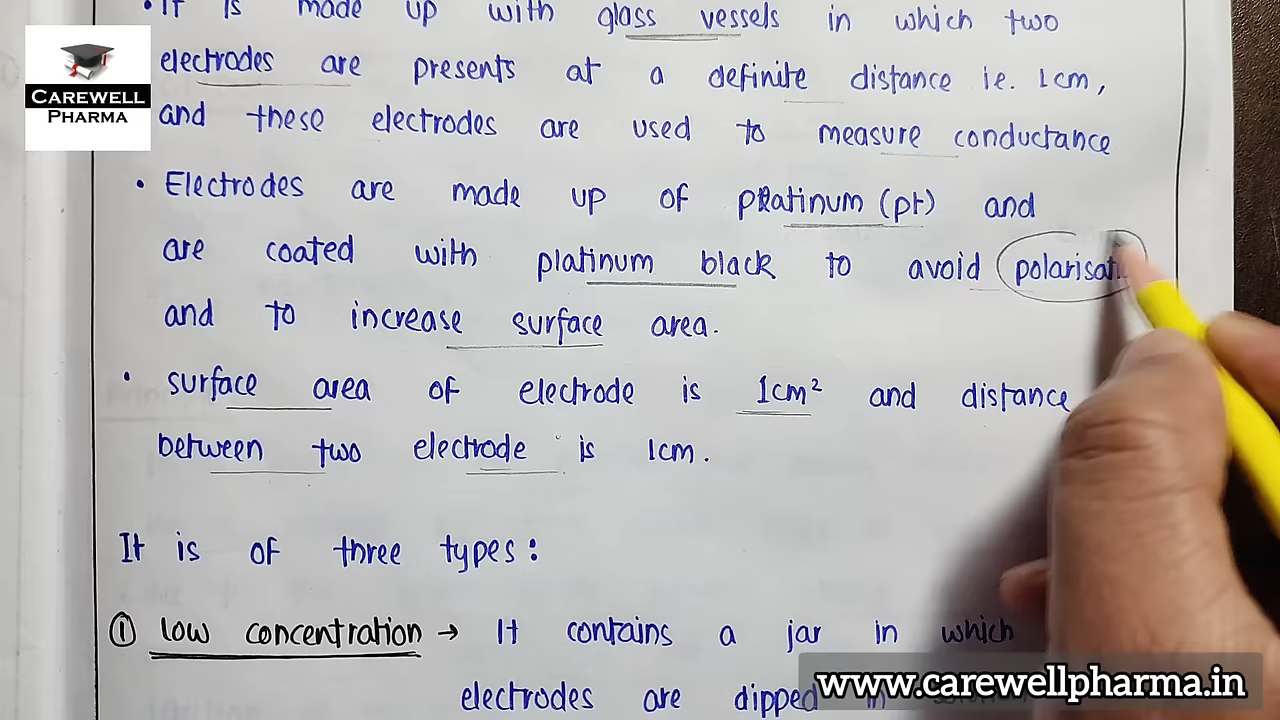 • It is made up with glass vessels in which two
CAREWELL
PHARMA
electrodes are presents at a definite distance ie. 1cm,
and these electrodes are used to measure conductance
• Electrodes are made up of platinum (pt) and
are coated with platinum black to avoid
and to increase surface area.
• surface area of electrode is 1cm² and distance
between two electrode is 1cm.
It is of three types:
① low concentration → It contains a jar in which
electrodes are dipped in
www.carewellpharma.in